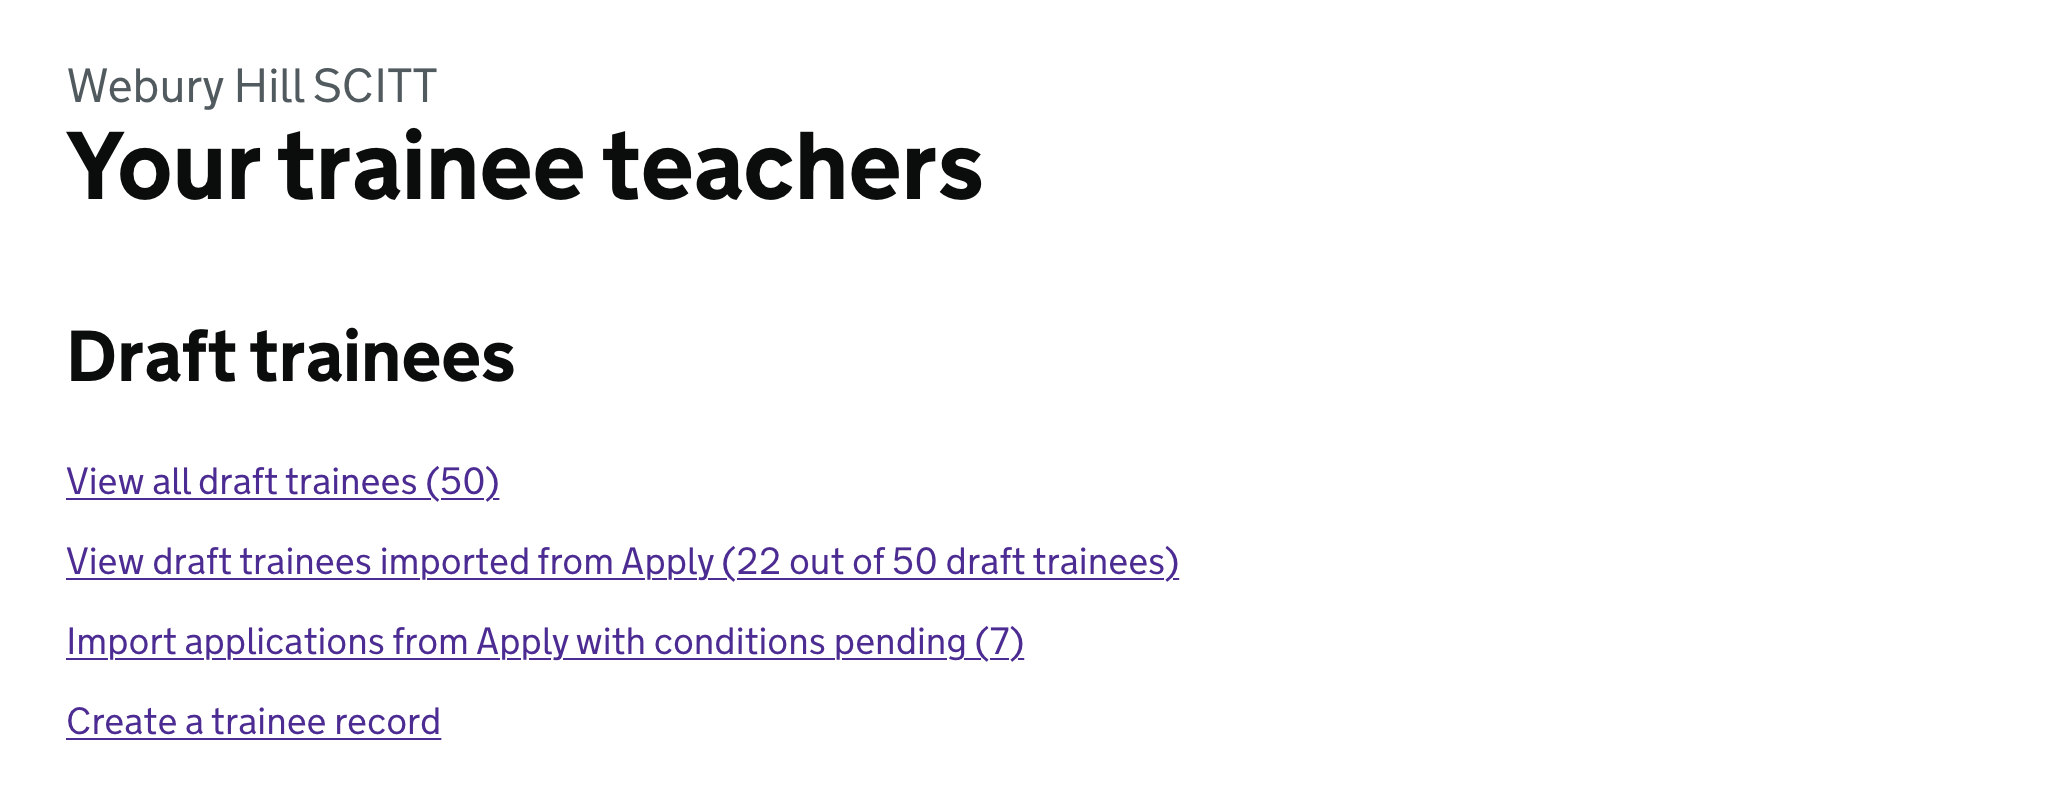 Webury Hill SCITT
Your trainee teachers
Draft trainees
View all draft trainees (50)
View draft trainees imported from Apply (22 out of 50 draft trainees)
Import applications from Apply with conditions pending (7)
Create a trainee record